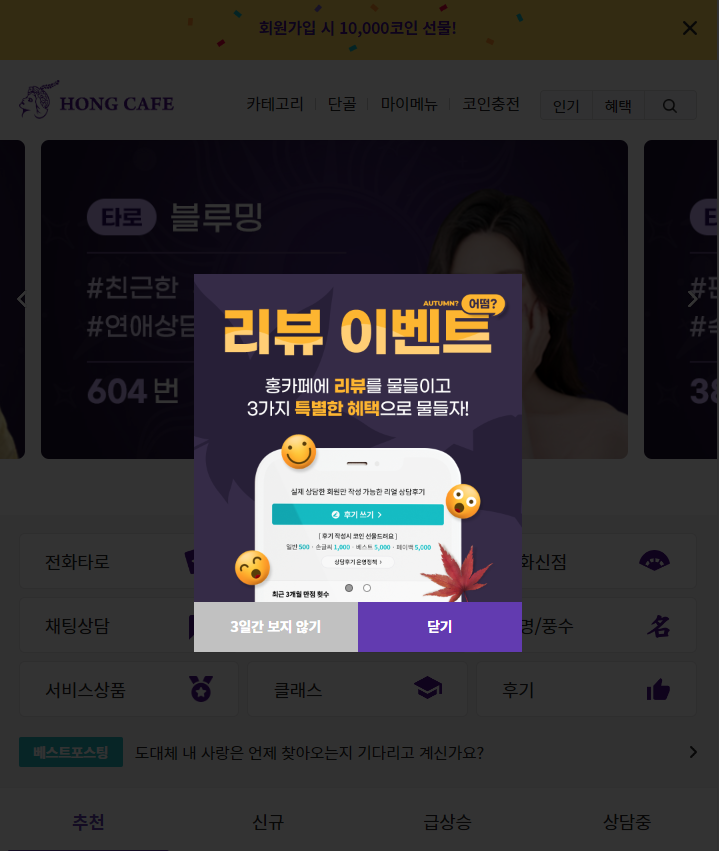 회원가입 시 10,000코인 선물!
HONG CAFE
카테고리
단골
마이메뉴
코인충전
인기
혜택
타로 블루밍
#친근한
#연애상담
604 번
38
AUTUMN? 어떰?
리뷰 이벤트
홍카페에 리뷰를 물들이고
3가지 특별한 혜택으로 물들자!
실제 상담한 회원만 작성 가능한 리얼 상담후기
후기 쓰기 >
[ 후기 작성시 코인 선물드려요 ]
일반 500 · 손글씨 1,000 · 베스트 5,000 · 페이백 5,000
상담후기 운영정책 >
최근 3개월 만점 횟수
3일간 보지 않기
닫기
전화타로
화신점
채팅상담
명/풍수
名
서비스상품
클래스
후기
베스트포스팅
도대체 내 사랑은 언제 찾아오는지 기다리고 계신가요?
추천
신규
급상승
상담중